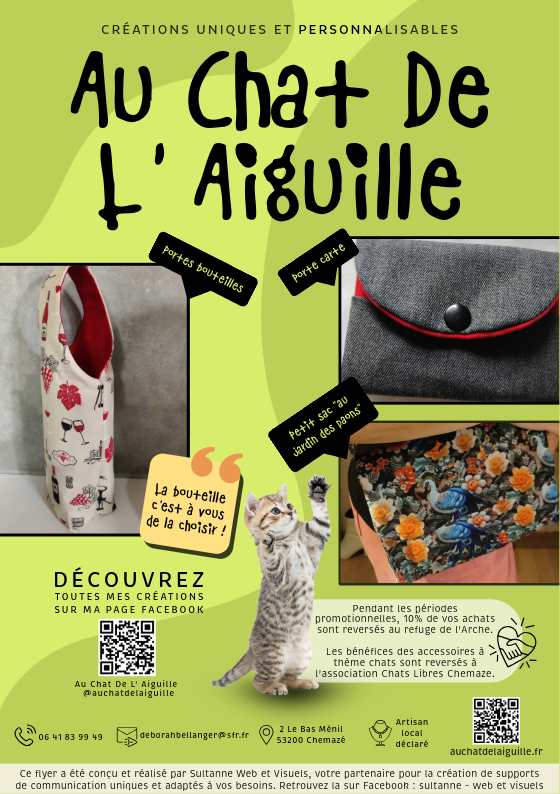 CRÉATIONS UNIQUES ET PERSONNALISABLES
Au Chat De
L' Aiguille
portes bouteilles
porte carte
Petit sac "au
jardin des paons"
La bouteille
c'est à vous
de la choisir !
DÉCOUVREZ
TOUTES MES CRÉATIONS
SUR MA PAGE FACEBOOK
Au Chat De L' Aiguille
@auchatdelaiguille
Pendant les périodes
promotionnelles, 10% de vos achats
sont reversés au refuge de l'Arche.
Les bénéfices des accessoires à
thème chats sont reversés à
l'association Chats Libres Chemaze.
06 41 83 99 49
deborahbellanger@sfr.fr
2 Le Bas Ménil
53200 Chemazé
Artisan
local
déclaré
auchatdelaiguille.fr
Ce flyer a été conçu et réalisé par Sultanne Web et Visuels, votre partenaire pour la création de supports
de communication uniques et adaptés à vos besoins. Retrouvez la sur Facebook : sultanne - web et visuels